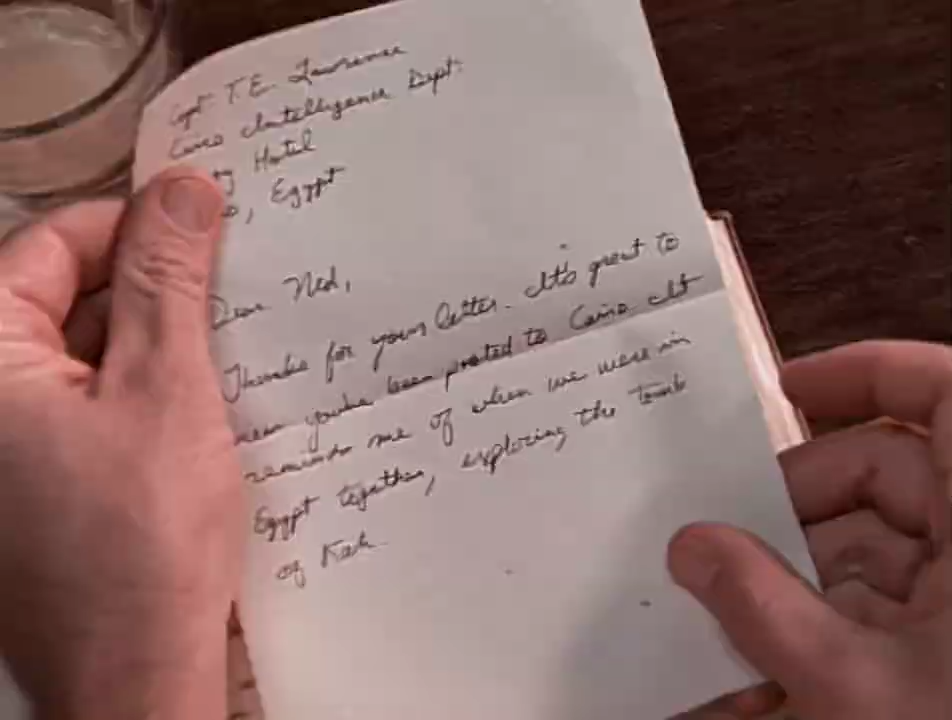 Capt T.E. Lawrence
Cairo Intelligence Dept.
Hotel
, Egypt
Dear Ned,
Thanks for your letter. It's great to
hear you've been posted to Cairo. It
reminds me of when we were in
Egypt together, exploring the tomb
of Kah